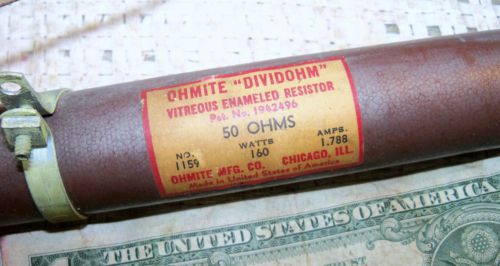 OHMITE "DIVIDOHM"
VITREOUS ENAMELED RESISTOR
Pat. No. 1962496
50 OHMS
NO. WATTS AMPS.
1159 160 1.788
OHMITE MFG. CO. CHICAGO, ILL.
Made in United States of America
THE UNITED STATES OF AMERICA